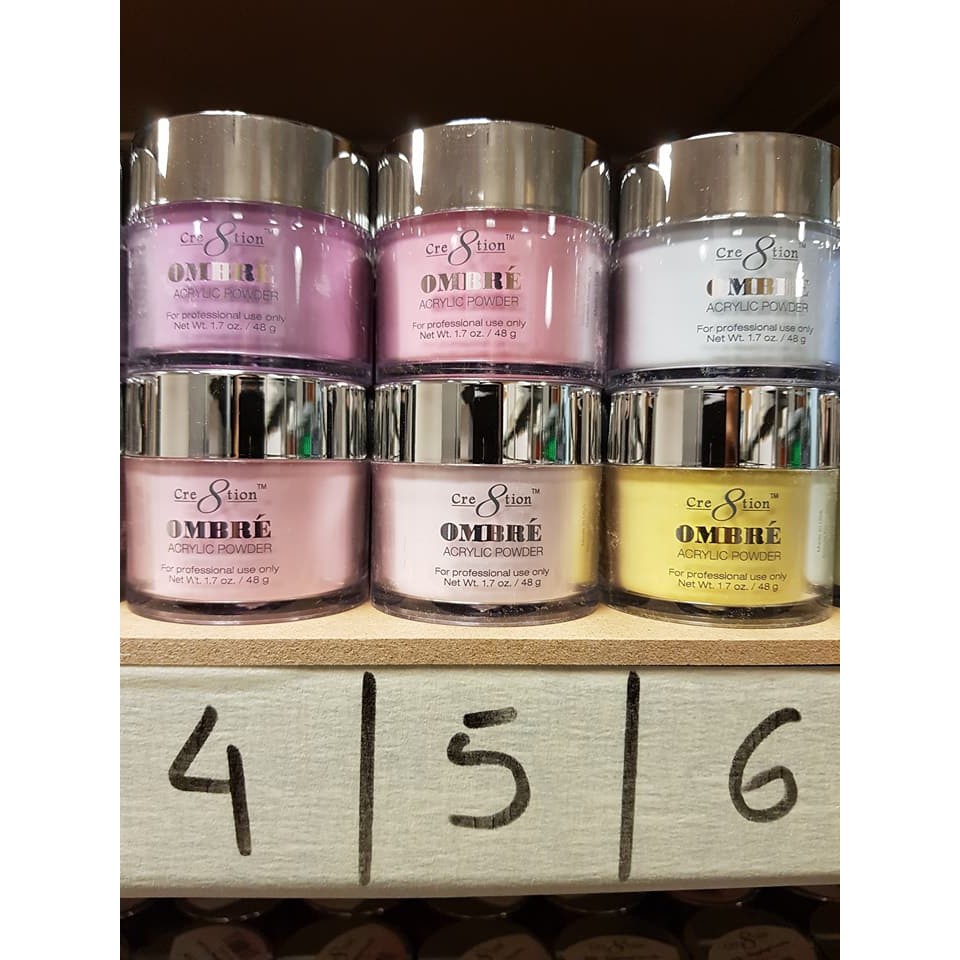 Cre8tion™
OMBRÉ
ACRYLIC POWDER
For professional use only
Net Wt. 1.7 oz. / 48 g
Cre8tion™
OMBRÉ
ACRYLIC POWDER
For professional use only
Net Wt. 1.7 oz. / 48 g
Cre8tion™
OMBRÉ
ACRYLIC POWDER
For professional use only
Net Wt. 1.7 oz. / 48 g
Cre8tion™
OMBRÉ
ACRYLIC POWDER
For professional use only
Net Wt. 1.7 oz. / 48 g
Cre8tion™
OMBRÉ
ACRYLIC POWDER
For professional use only
Net Wt. 1.7 oz. / 48 g
Cre8tion™
OMBRÉ
ACRYLIC POWDER
For professional use only
Net Wt. 1.7 oz. / 48 g
4 5 6